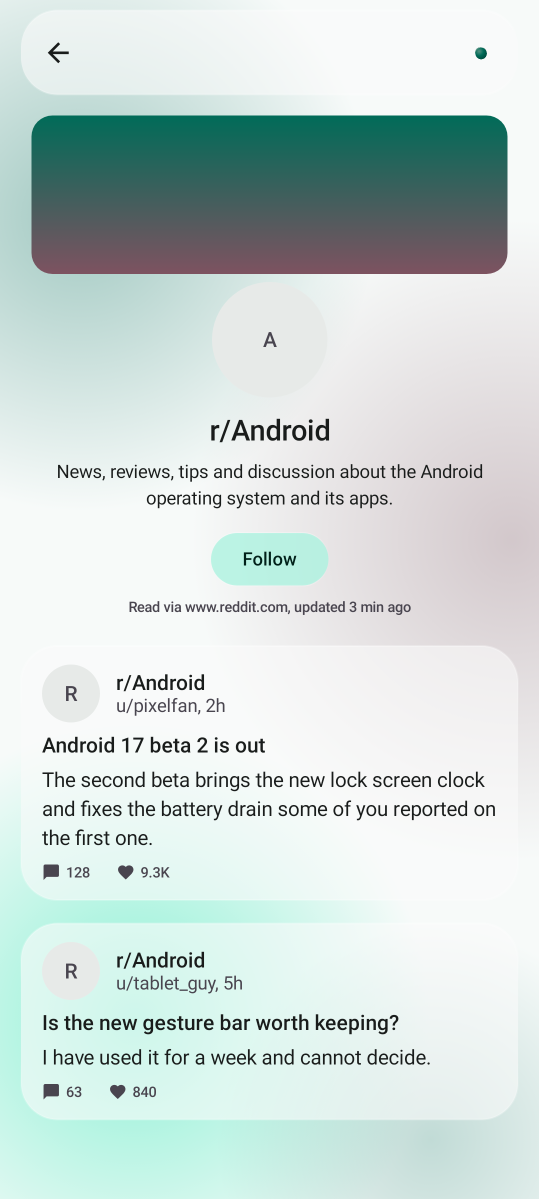 A
r/Android
News, reviews, tips and discussion about the Android
operating system and its apps.
Follow
Read via www.reddit.com, updated 3 min ago
R
r/Android
u/pixelfan, 2h
Android 17 beta 2 is out
The second beta brings the new lock screen clock
and fixes the battery drain some of you reported on
the first one.
128 9.3K
R
r/Android
u/tablet_guy, 5h
Is the new gesture bar worth keeping?
I have used it for a week and cannot decide.
63 840